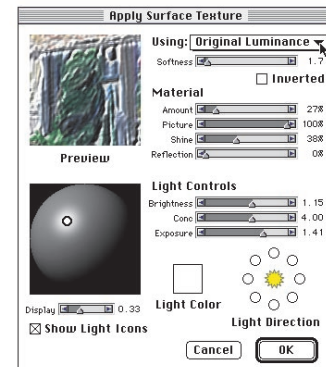 Apply Surface Texture
Using: Original Luminance
Softness 1.7
Inverted
Material
Amount 27%
Picture 100%
Shine 38%
Reflection 0%
Preview
Light Controls
Brightness 1.15
Conc 4.00
Exposure 1.41
Display 0.33
Light Color
Light Direction
Show Light Icons
Cancel OK